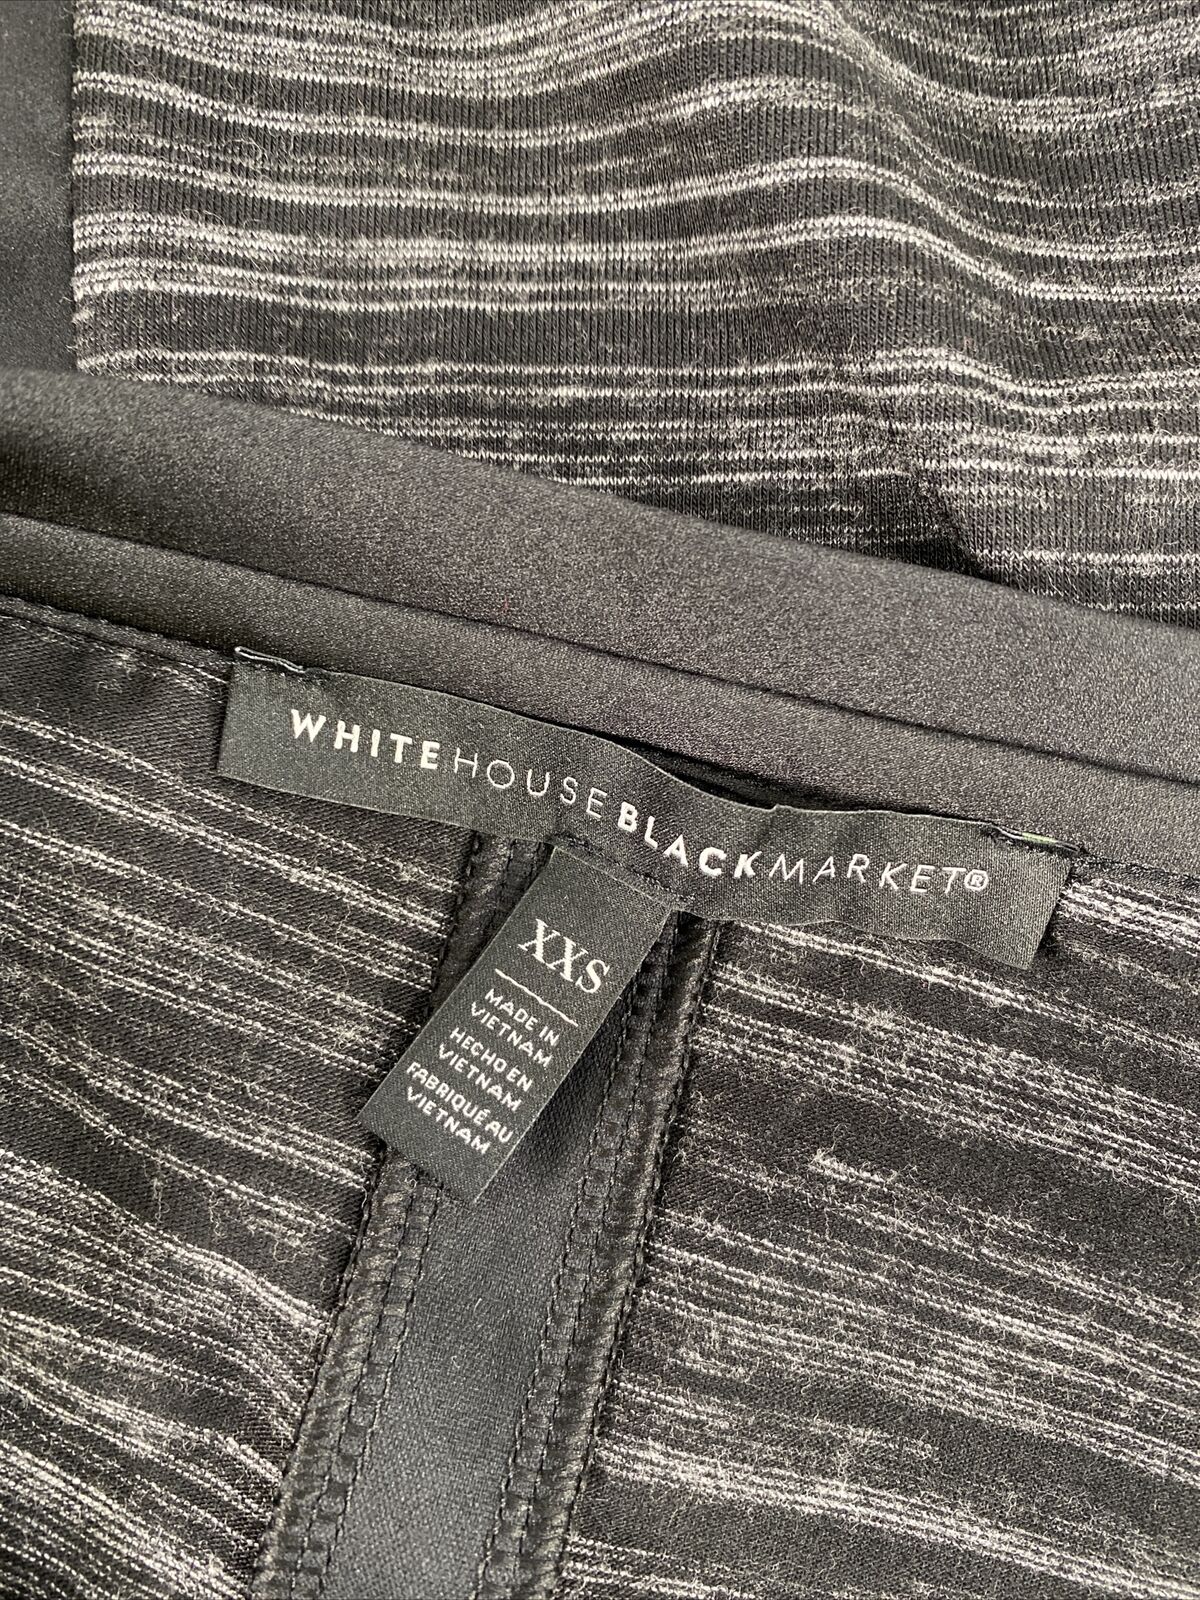 WHITEHOUSEBLACKMARKET®
XXS
MADE IN
VIETNAM
HECHO EN
VIETNAM
FABRIQUÉ AU
VIETNAM